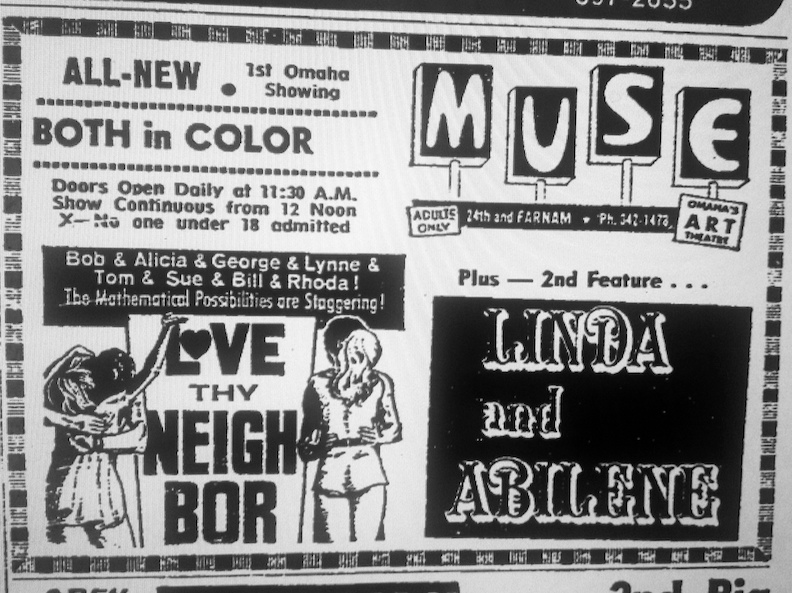 ALL-NEW • 1st Omaha Showing
BOTH in COLOR
Doors Open Daily at 11:30 A.M.
Show Continuous from 12 Noon
X—No one under 18 admitted
MUSE
ADULTS ONLY
24th and FARNAM ★ Ph. 342-1473
OMAHA'S ART THEATRE
Bob & Alicia & George & Lynne &
Tom & Sue & Bill & Rhoda!
The Mathematical Possibilities are Staggering!
LOVE
THY
NEIGH
BOR
Plus — 2nd Feature . . .
LINDA
and
ABILENE
2nd Big